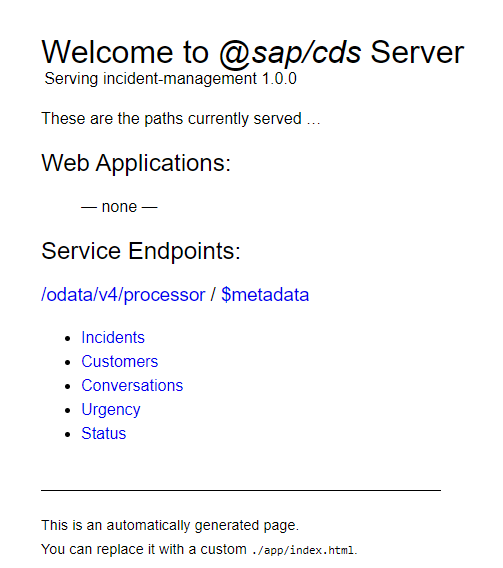 Welcome to @sap/cds Server
Serving incident-management 1.0.0
These are the paths currently served …
Web Applications:
— none —
Service Endpoints:
/odata/v4/processor / $metadata
• Incidents
• Customers
• Conversations
• Urgency
• Status
This is an automatically generated page.
You can replace it with a custom ./app/index.html.